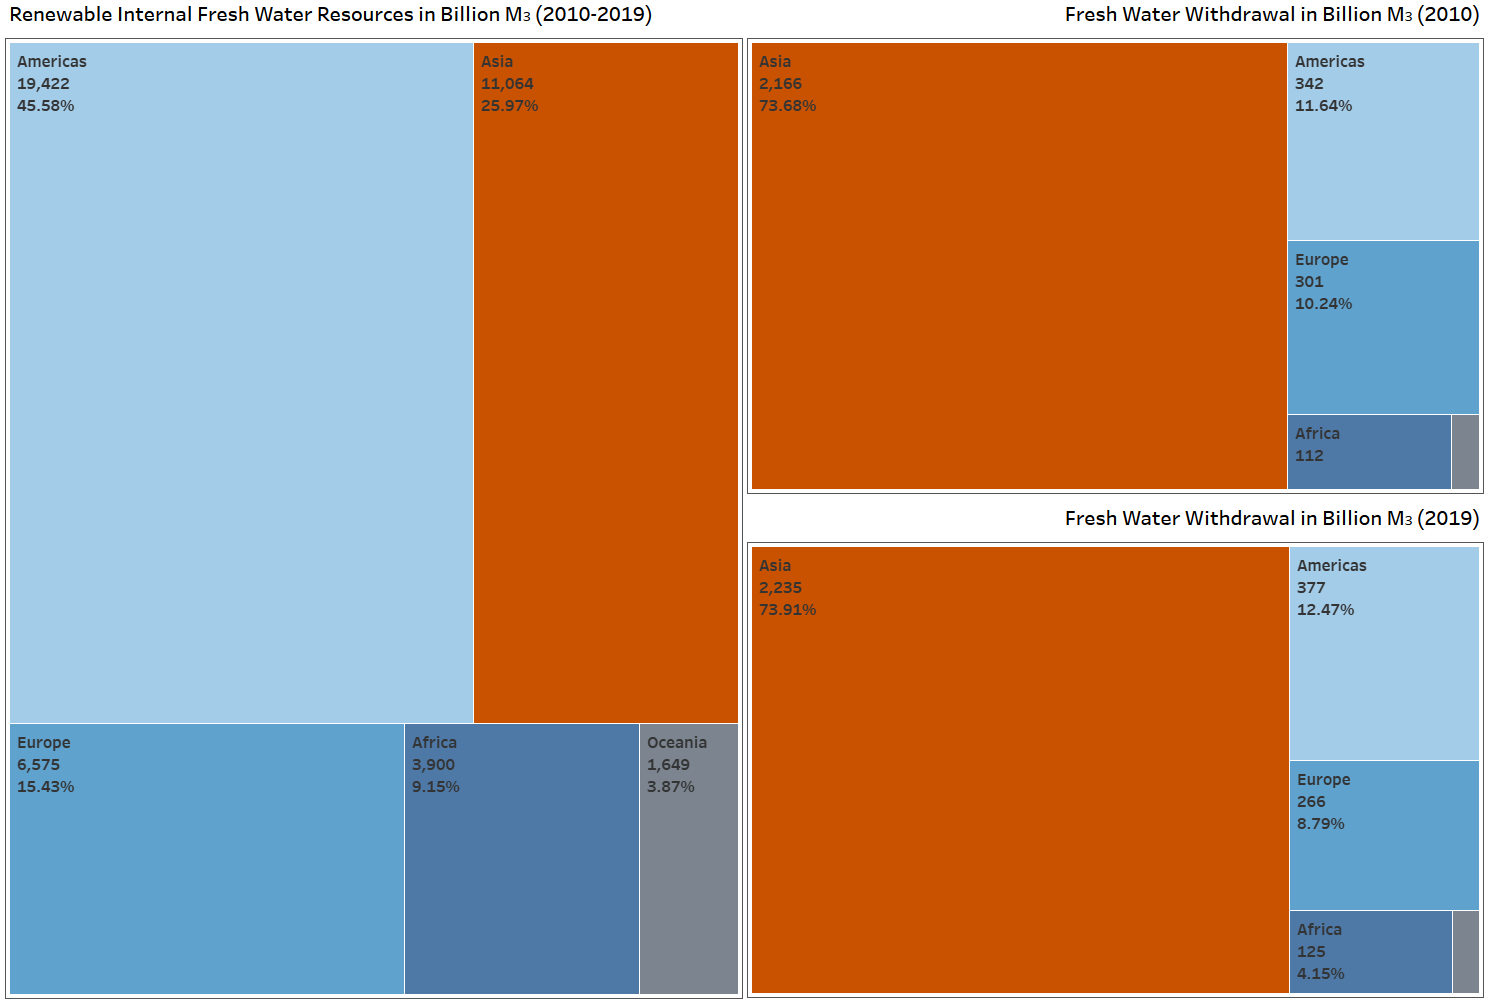 Renewable Internal Fresh Water Resources in Billion M3 (2010-2019)
Americas
19,422
45.58%
Asia
11,064
25.97%
Europe
6,575
15.43%
Africa
3,900
9.15%
Oceania
1,649
3.87%
Fresh Water Withdrawal in Billion M3 (2010)
Asia
2,166
73.68%
Americas
342
11.64%
Europe
301
10.24%
Africa
112
Fresh Water Withdrawal in Billion M3 (2019)
Asia
2,235
73.91%
Americas
377
12.47%
Europe
266
8.79%
Africa
125
4.15%